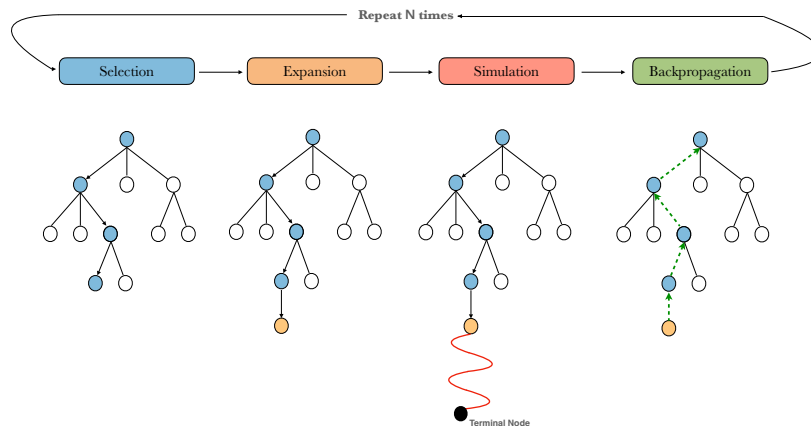 Repeat N times
Selection
Expansion
Simulation
Backpropagation
Terminal Node